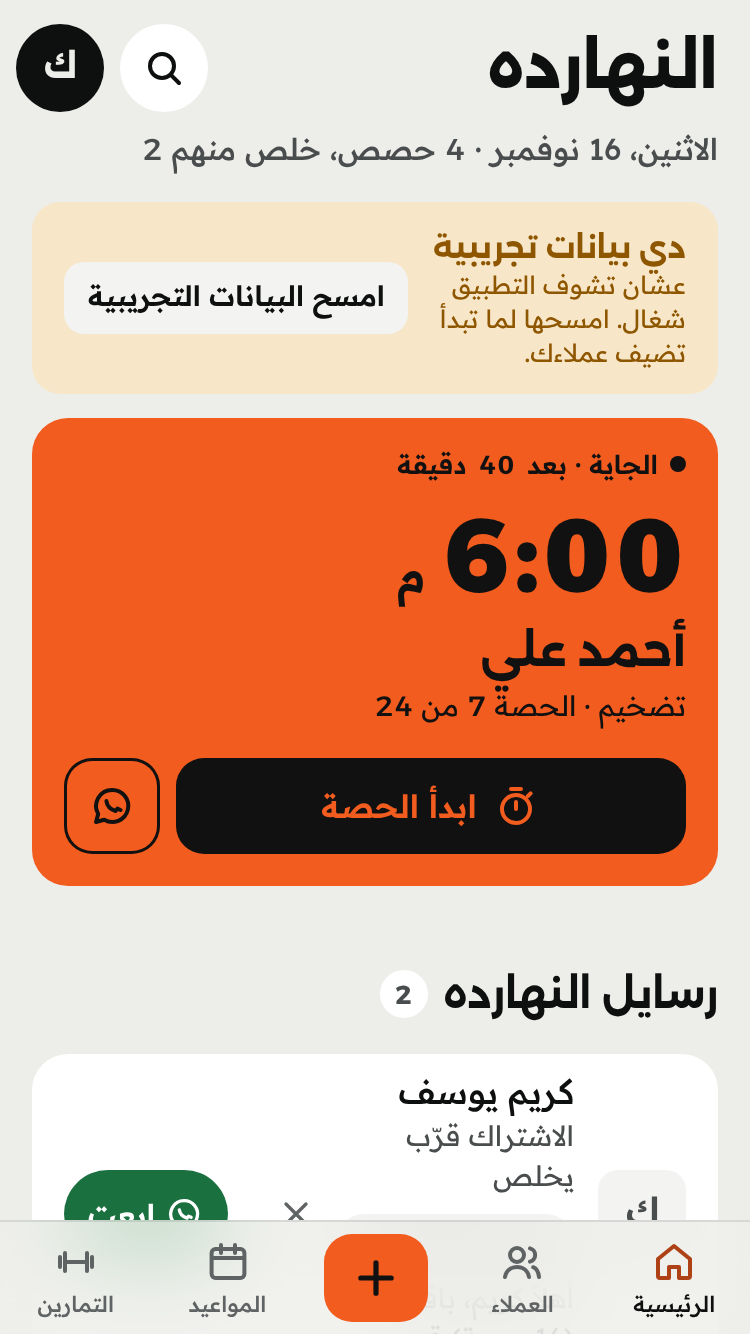 النهارده
ك
الاثنين، 16 نوفمبر · 4 حصص، خلص منهم 2
دي بيانات تجريبية
عشان تشوف التطبيق
شغال. امسحها لما تبدأ
تضيف عملاءك.
امسح البيانات التجريبية
الجاية · بعد 40 دقيقة
6:00 م
أحمد علي
تضخيم · الحصة 7 من 24
ابدأ الحصة
رسايل النهارده 2
كريم يوسف
الاشتراك قرّب
يخلص
ك
ابعت
الرئيسية
العملاء
المواعيد
التمارين